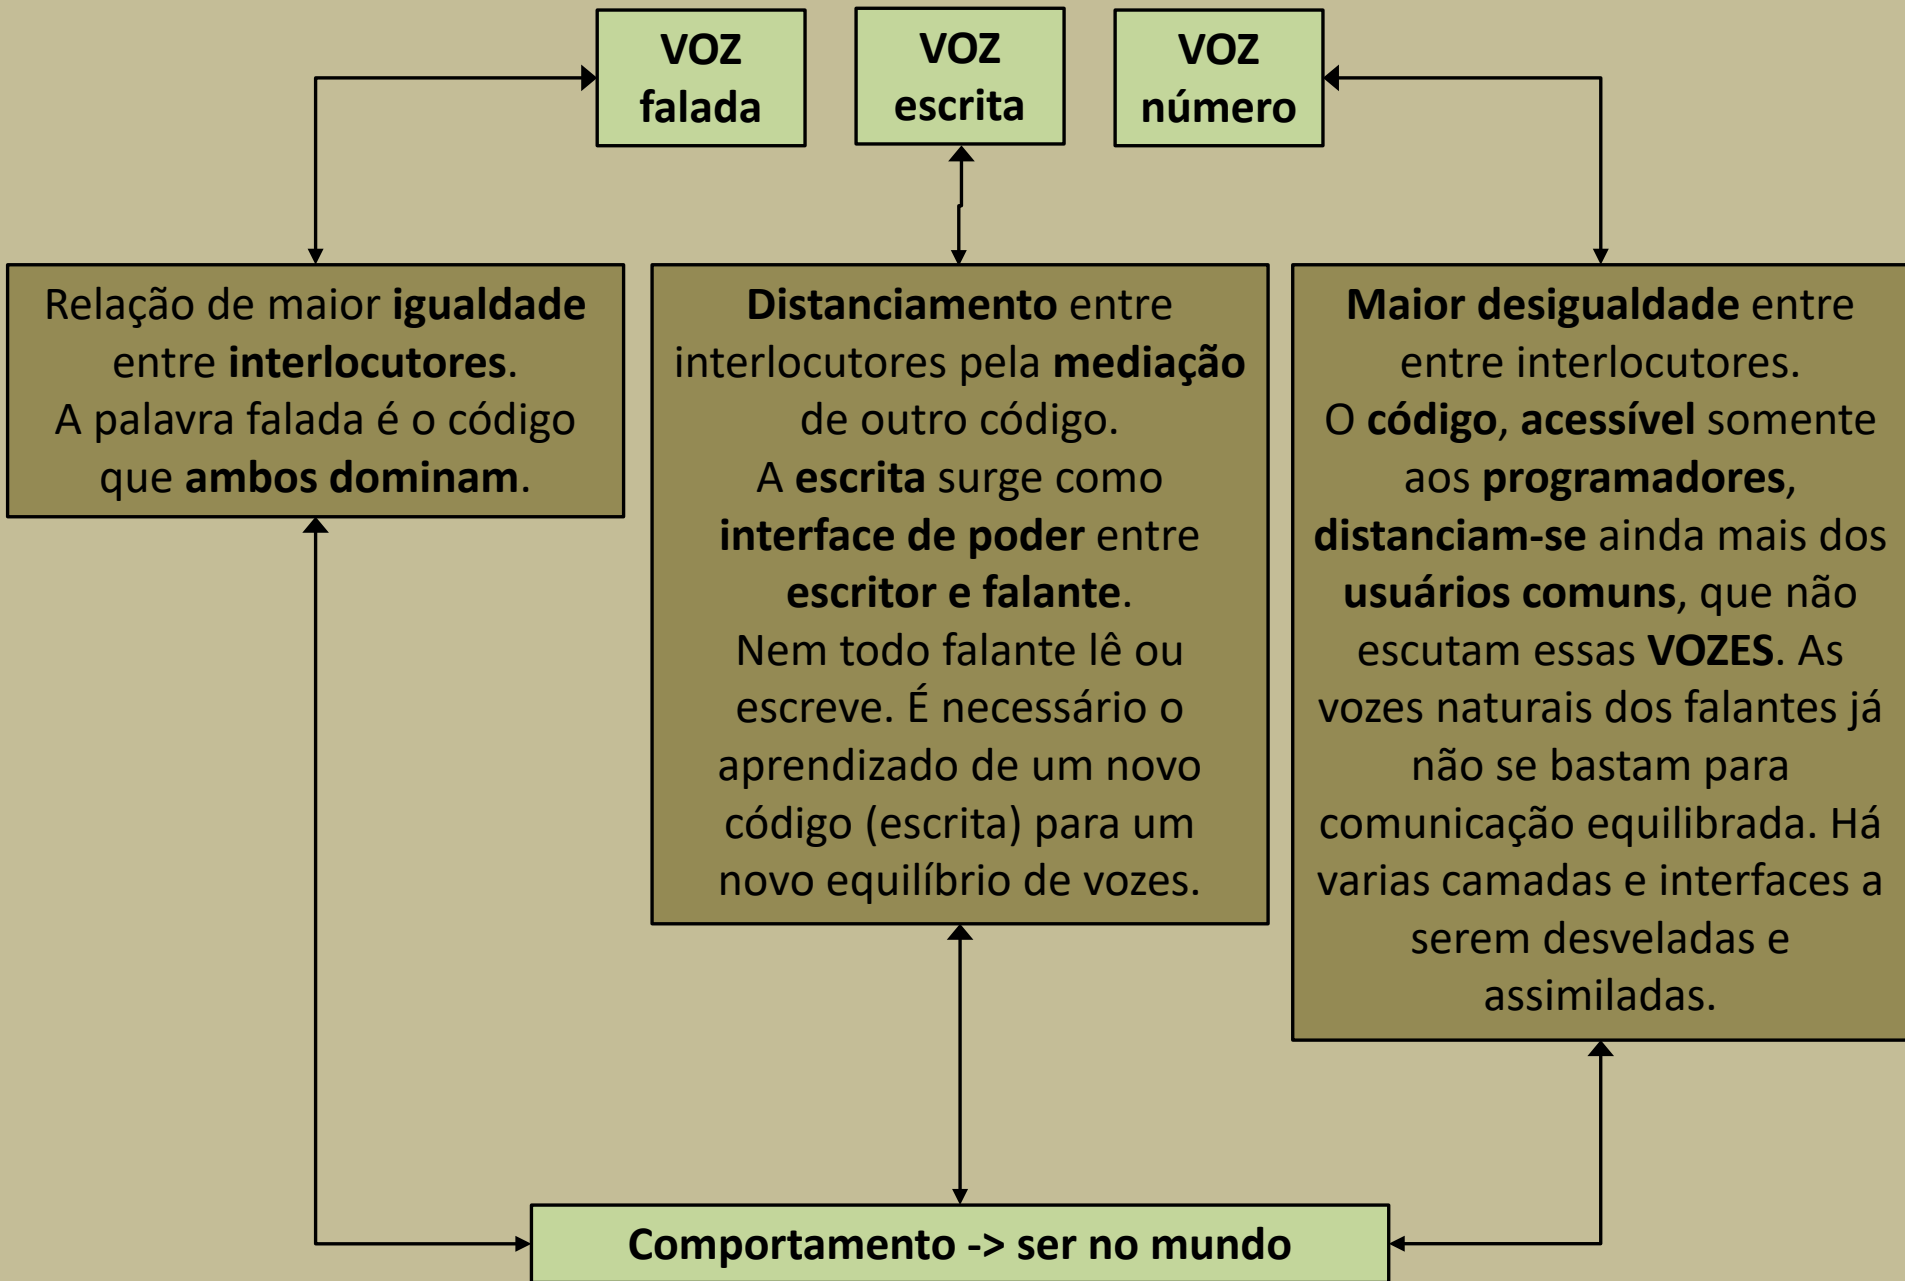 VOZ
falada
VOZ
escrita
VOZ
número
Relação de maior igualdade
entre interlocutores.
A palavra falada é o código
que ambos dominam.
Distanciamento entre
interlocutores pela mediação
de outro código.
A escrita surge como
interface de poder entre
escritor e falante.
Nem todo falante lê ou
escreve. É necessário o
aprendizado de um novo
código (escrita) para um
novo equilíbrio de vozes.
Maior desigualdade entre
entre interlocutores.
O código, acessível somente
aos programadores,
distanciam-se ainda mais dos
usuários comuns, que não
escutam essas VOZES. As
vozes naturais dos falantes já
não se bastam para
comunicação equilibrada. Há
varias camadas e interfaces a
serem desveladas e
assimiladas.
Comportamento -> ser no mundo